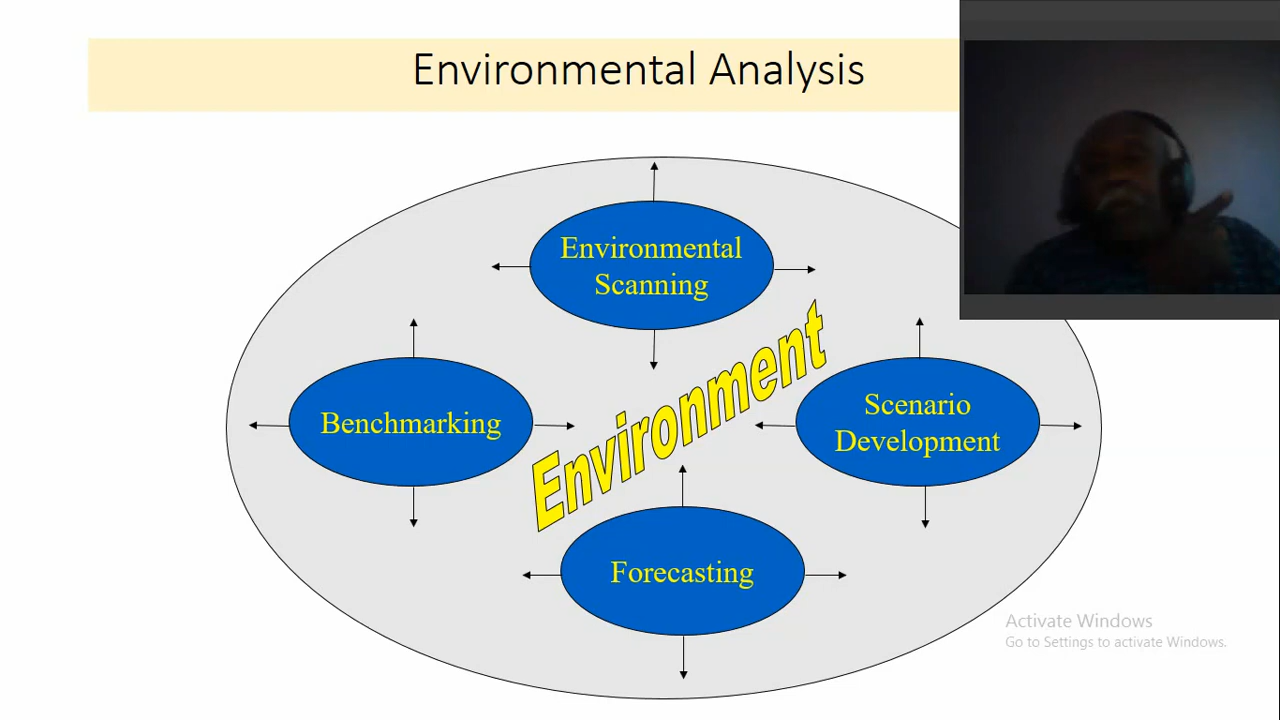 Environmental Analysis
Environmental
Scanning
Environment
Benchmarking
Scenario
Development
Forecasting
Activate Windows
Go to Settings to activate Windows.